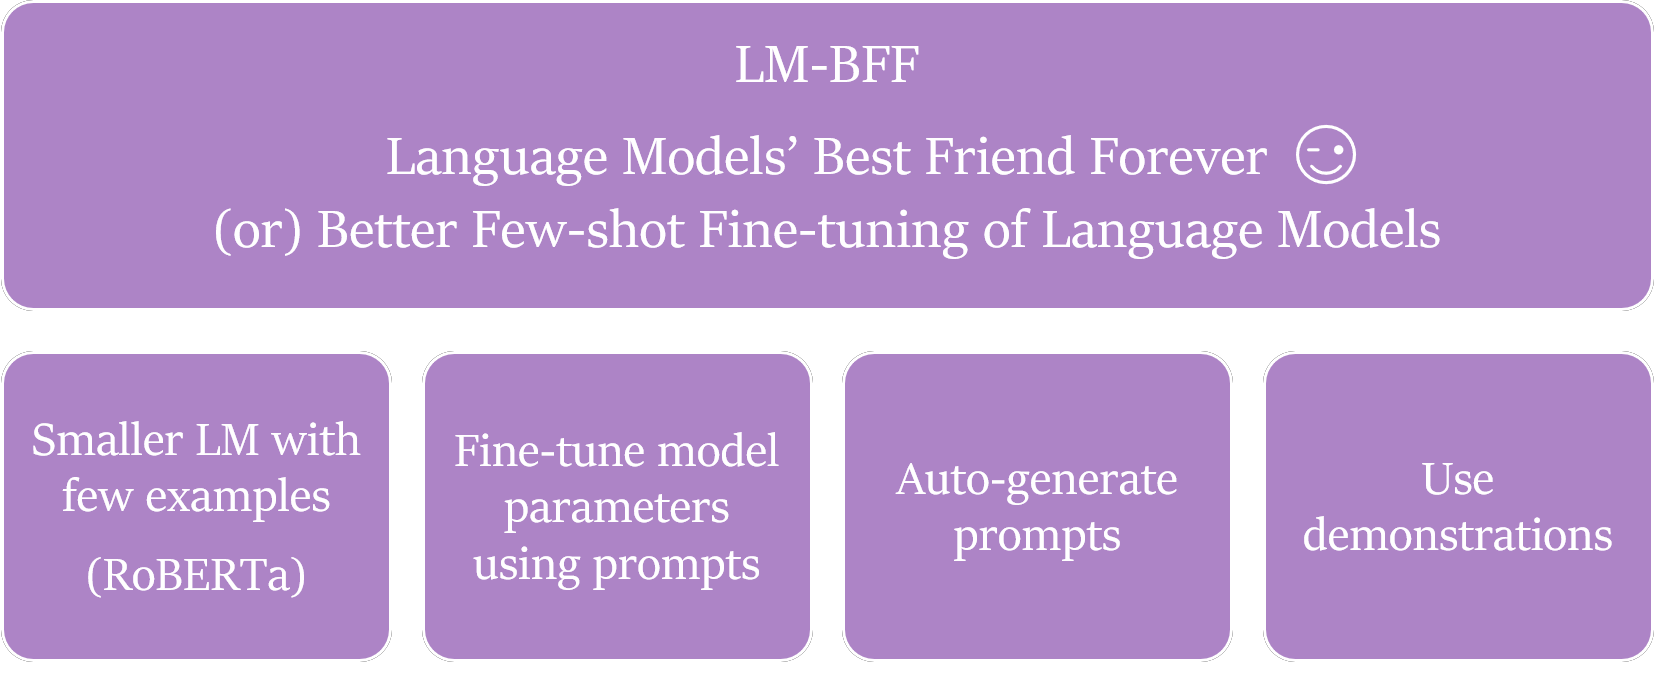 LM-BFF
Language Models’ Best Friend Forever
(or) Better Few-shot Fine-tuning of Language Models
Smaller LM with
few examples
(RoBERTa)
Fine-tune model
parameters
using prompts
Auto-generate
prompts
Use
demonstrations